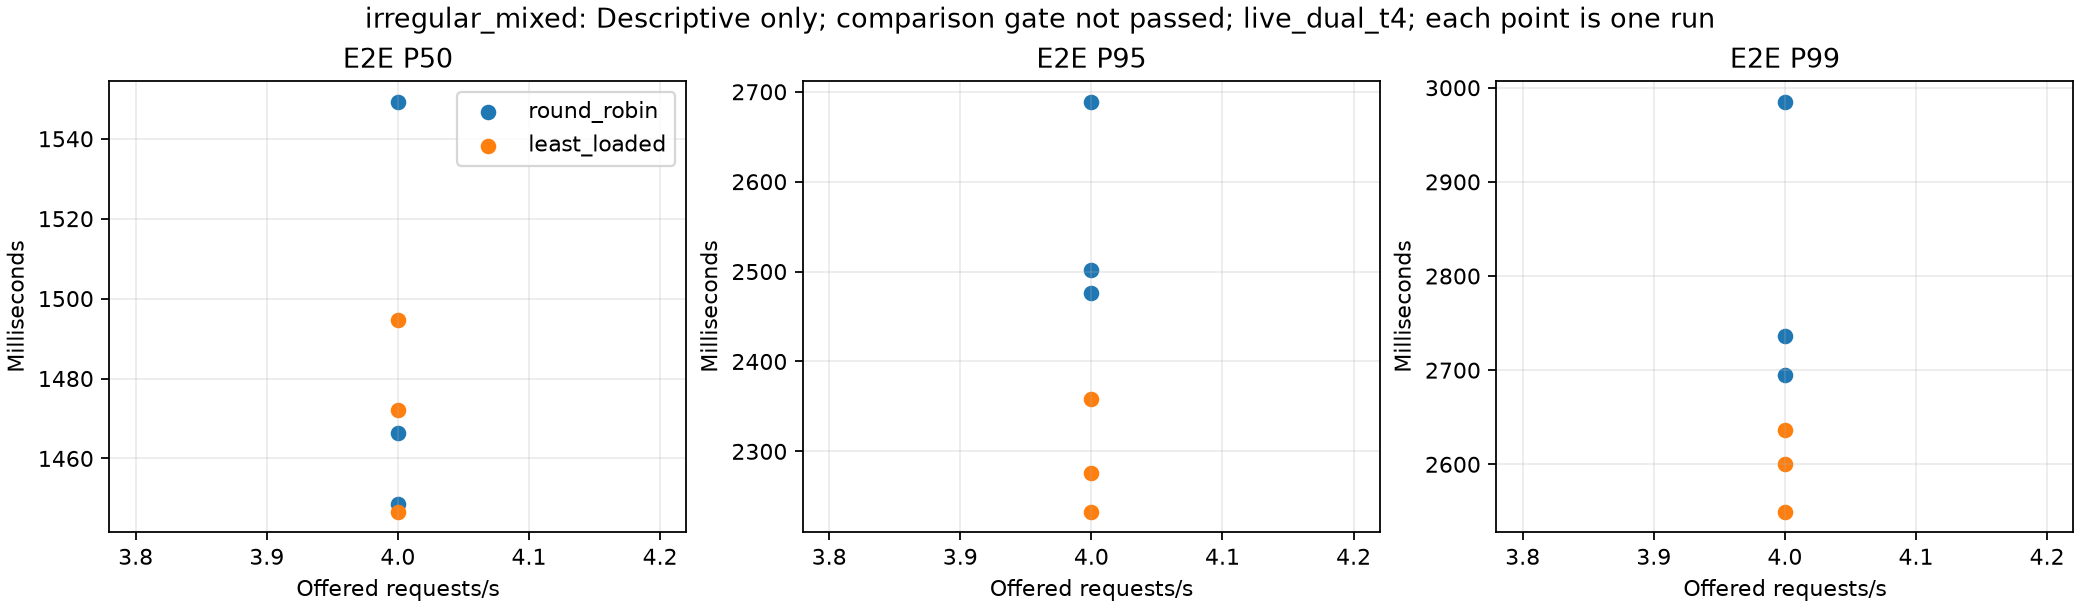 irregular_mixed: Descriptive only; comparison gate not passed; live_dual_t4; each point is one run
E2E P50
round_robin
least_loaded
1540
1520
1500
1480
1460
Milliseconds
3.8 3.9 4.0 4.1 4.2
Offered requests/s
E2E P95
2700
2600
2500
2400
2300
Milliseconds
3.8 3.9 4.0 4.1 4.2
Offered requests/s
E2E P99
3000
2900
2800
2700
2600
Milliseconds
3.8 3.9 4.0 4.1 4.2
Offered requests/s